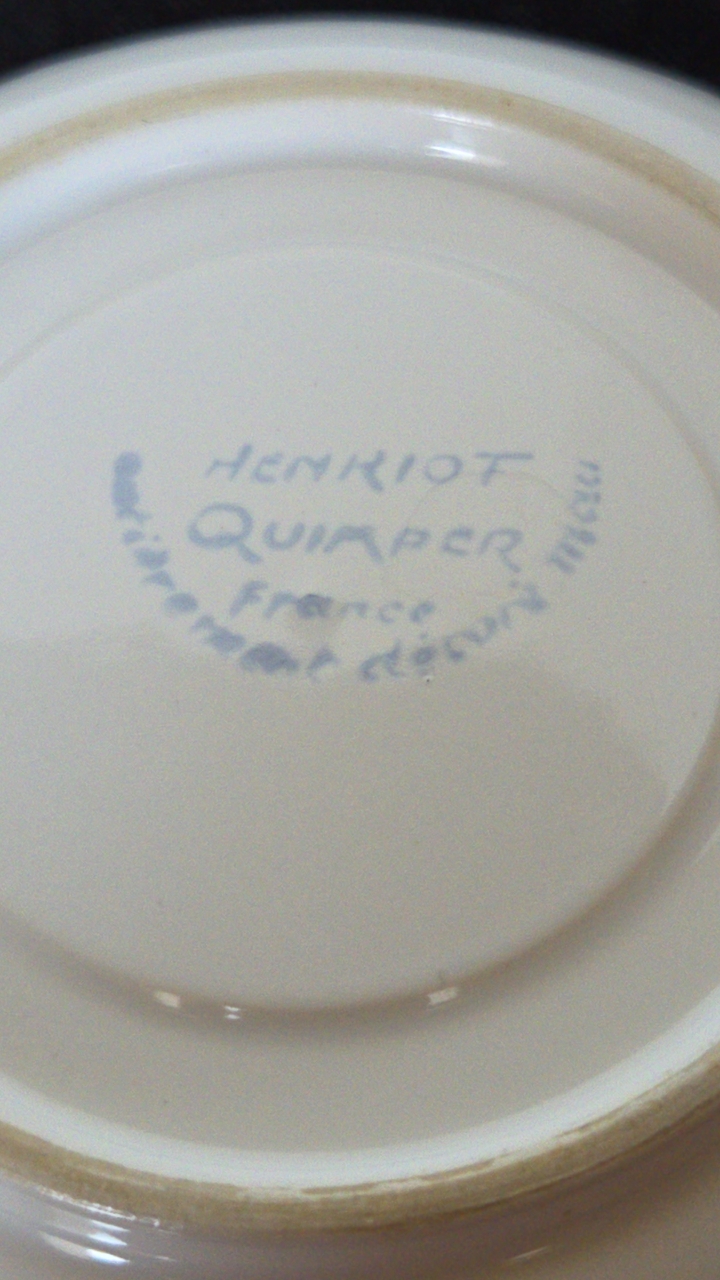 HENRIOT
QUIMPER
France
entièrement décoré main